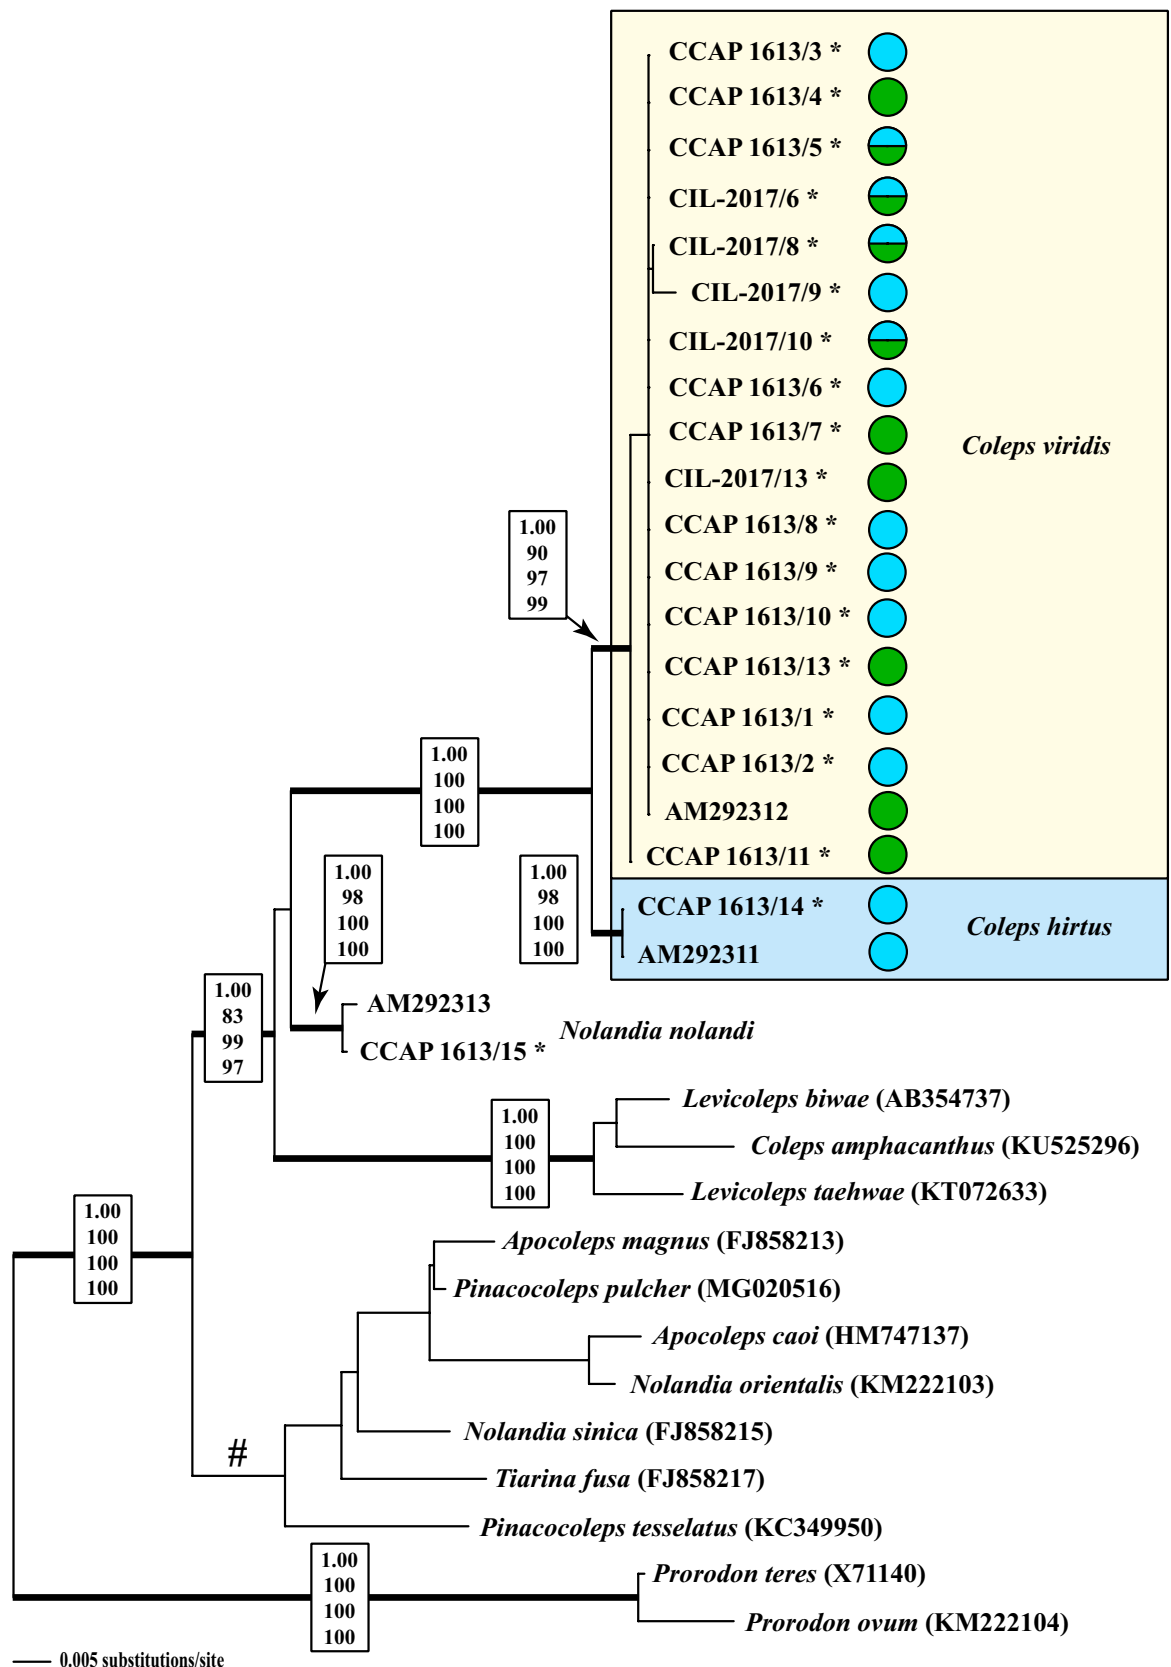 CCAP 1613/3 *
CCAP 1613/4 *
CCAP 1613/5 *
CIL-2017/6 *
CIL-2017/8 *
CIL-2017/9 *
CIL-2017/10 *
CCAP 1613/6 *
CCAP 1613/7 *
Coleps viridis
CIL-2017/13 *
CCAP 1613/8 *
CCAP 1613/9 *
CCAP 1613/10 *
CCAP 1613/13 *
CCAP 1613/1 *
CCAP 1613/2 *
AM292312
CCAP 1613/11 *
1.00
90
97
99
1.00
100
100
100
1.00
98
100
100
1.00
98
100
100
CCAP 1613/14 *
Coleps hirtus
AM292311
AM292313
Nolandia nolandi
CCAP 1613/15 *
1.00
83
99
97
Levicoleps biwae (AB354737)
1.00
100
100
100
Coleps amphacanthus (KU525296)
Levicoleps taehwae (KT072633)
1.00
100
100
100
Apocoleps magnus (FJ858213)
Pinacocoleps pulcher (MG020516)
Apocoleps caoi (HM747137)
Nolandia orientalis (KM222103)
Nolandia sinica (FJ858215)
#
Tiarina fusa (FJ858217)
Pinacocoleps tesselatus (KC349950)
1.00
100
100
100
Prorodon teres (X71140)
Prorodon ovum (KM222104)
0.005 substitutions/site